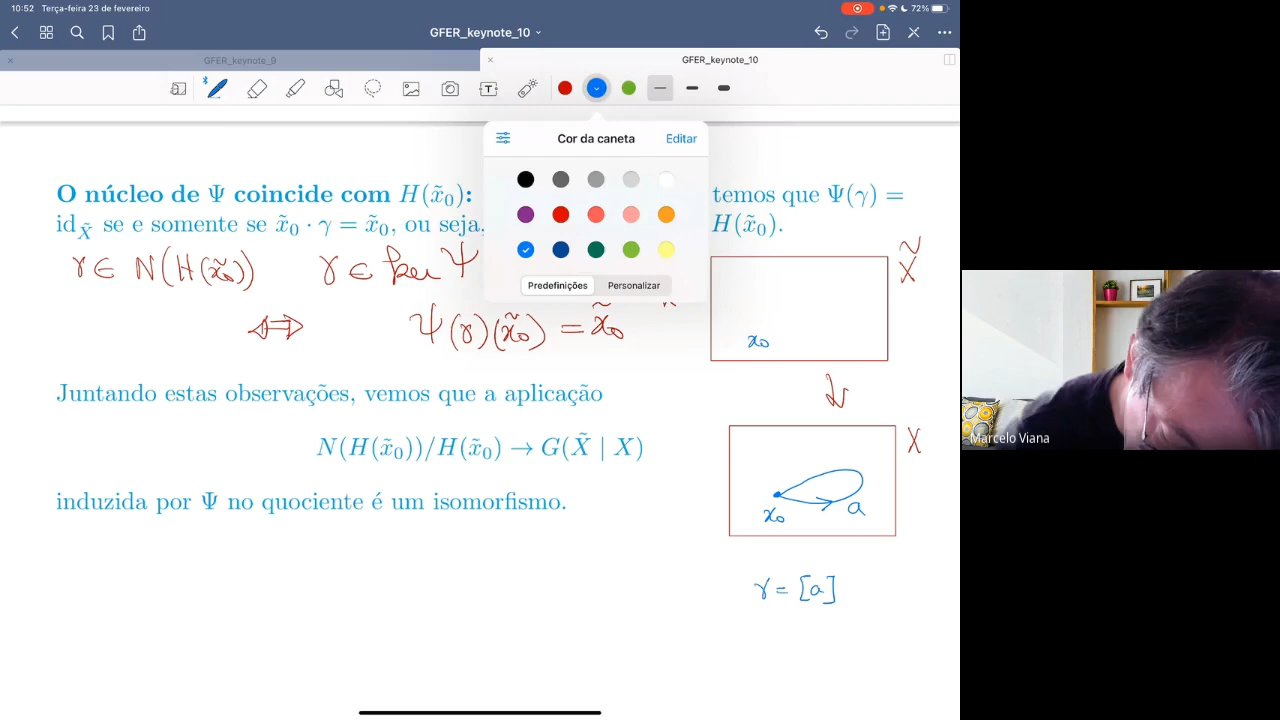 10:52 Terça-feira 23 de fevereiro 72%
GFER_keynote_10
GFER_keynote_9 GFER_keynote_10
Cor da caneta Editar
O núcleo de Ψ coincide com H(x̃₀): temos que Ψ(γ) =
id_X̃ se e somente se x̃₀ · γ = x̃₀, ou seja, H(x̃₀).
γ ∈ N(H(x̃₀)) γ ∈ ker Ψ
X̃
Predefinições Personalizar
⟺ Ψ(γ)(x̃₀) = x̃₀
x₀
Juntando estas observações, vemos que a aplicação
N(H(x̃₀))/H(x̃₀) → G(X̃ | X)
X
induzida por Ψ no quociente é um isomorfismo.
x₀ a
γ = [a]
Marcelo Viana